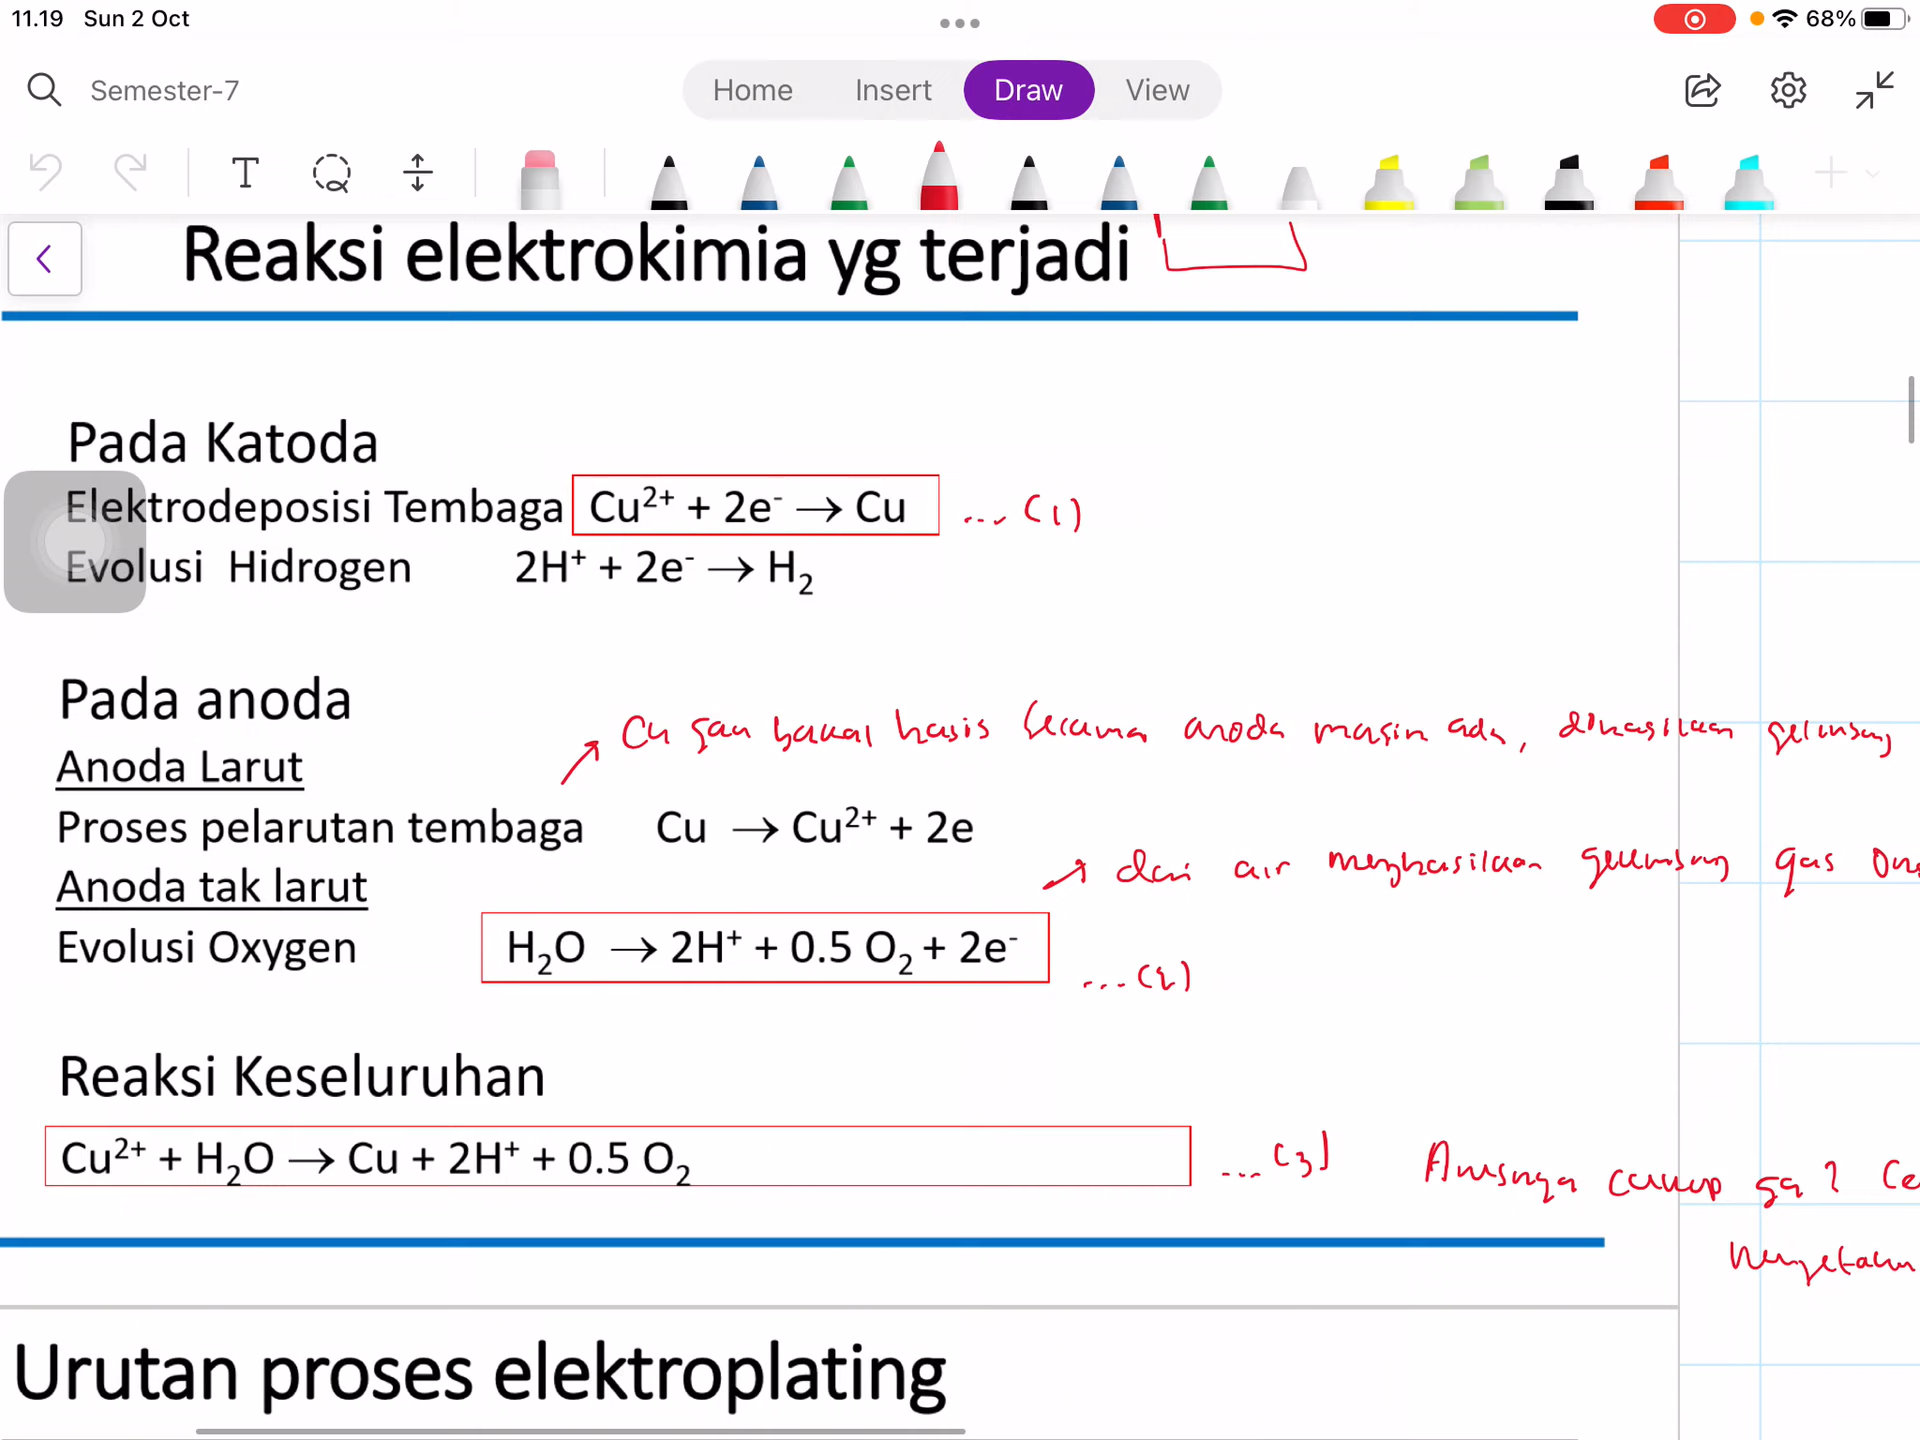 11.19 Sun 2 Oct
68%
Semester-7
Home Insert Draw View
T
Reaksi elektrokimia yg terjadi
Pada Katoda
Elektrodeposisi Tembaga Cu²⁺ + 2e⁻ → Cu ... (1)
Evolusi Hidrogen 2H⁺ + 2e⁻ → H₂
Pada anoda
Cu gak bakal habis selama anoda masih ada, dihasilkan gelembung
Anoda Larut
Proses pelarutan tembaga Cu → Cu²⁺ + 2e
dari air menghasilkan gelembung gas
Anoda tak larut
Evolusi Oxygen H₂O → 2H⁺ + 0.5 O₂ + 2e⁻ ... (2)
Reaksi Keseluruhan
Cu²⁺ + H₂O → Cu + 2H⁺ + 0.5 O₂ ... (3) Arusnya cukup ga?
Urutan proses elektroplating